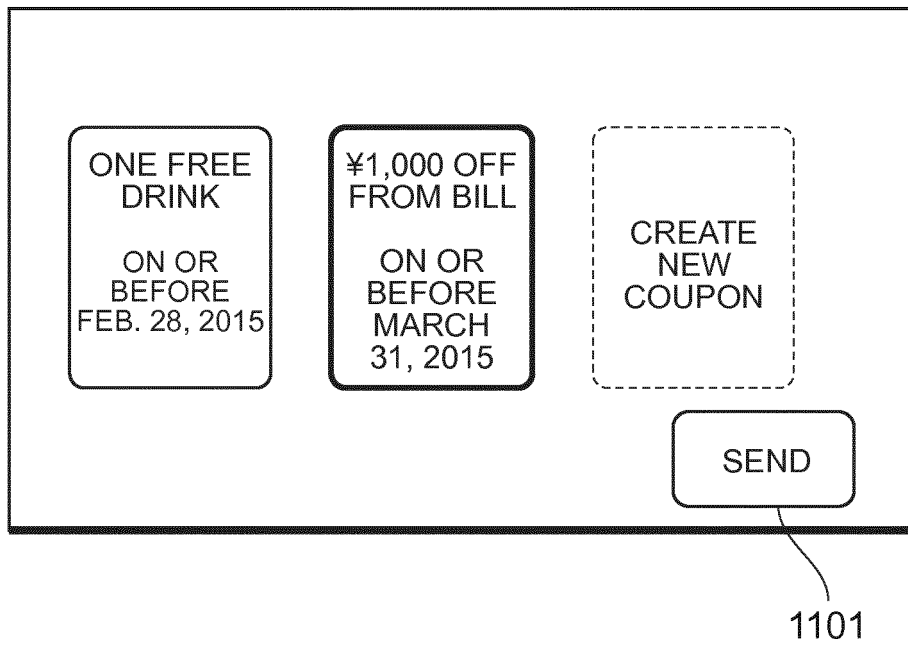 ONE FREE
DRINK
ON OR
BEFORE
FEB. 28, 2015
¥1,000 OFF
FROM BILL
ON OR
BEFORE
MARCH
31, 2015
CREATE
NEW
COUPON
SEND
1101